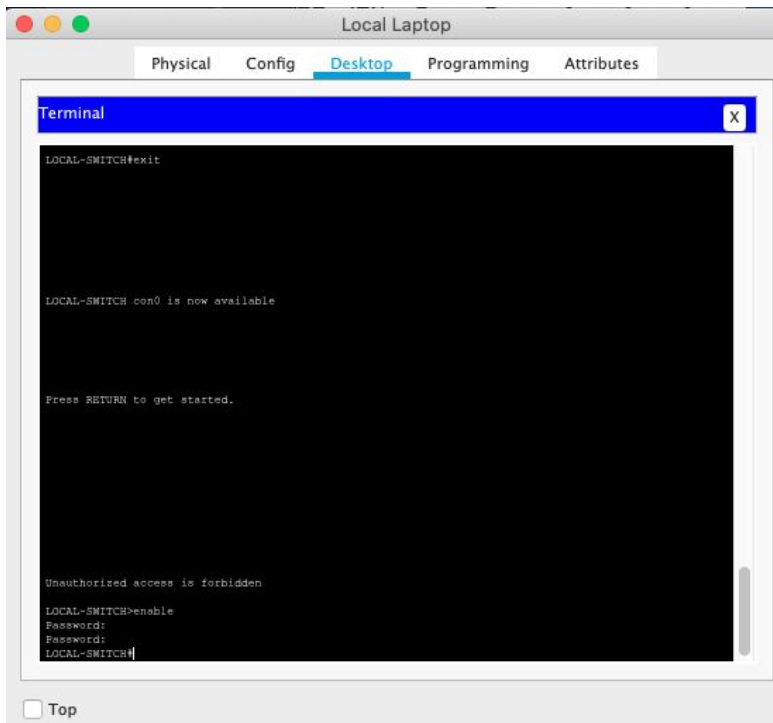 Local Laptop
Physical Config Desktop Programming Attributes
Terminal
X
LOCAL-SWITCH#exit
LOCAL-SWITCH con0 is now available
Press RETURN to get started.
Unauthorized access is forbidden
LOCAL-SWITCH>enable
Password:
Password:
LOCAL-SWITCH#
Top